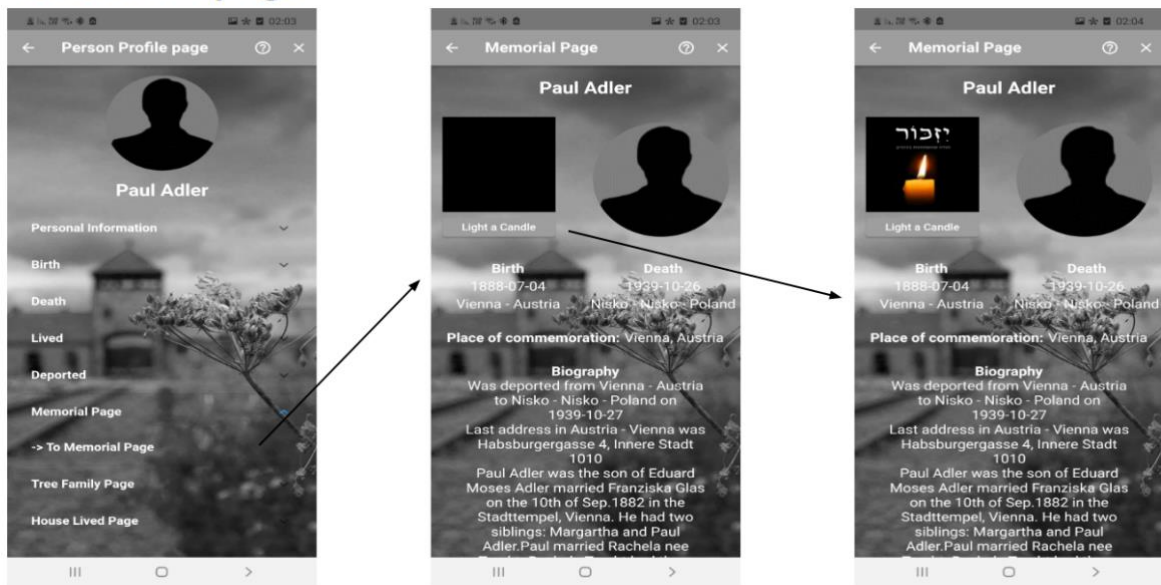 02:03
Person Profile page
Paul Adler
Personal Information
Birth
Death
Lived
Deported
Memorial Page
-> To Memorial Page
Tree Family Page
House Lived Page
02:03
Memorial Page
Paul Adler
Light a Candle
Birth
Death
1888-07-04
1939-10-26
Vienna - Austria
Nisko - Nisko - Poland
Place of commemoration: Vienna, Austria
Biography
Was deported from Vienna - Austria
to Nisko - Nisko - Poland on
1939-10-27
Last address in Austria - Vienna was
Habsburgergasse 4, Innere Stadt
1010
Paul Adler was the son of Eduard
Moses Adler married Franziska Glas
on the 10th of Sep.1882 in the
Stadttempel, Vienna. He had two
siblings: Margartha and Paul
Adler.Paul married Rachela nee
02:04
Memorial Page
Paul Adler
יזכור
Light a Candle
Birth
Death
1888-07-04
1939-10-26
Vienna - Austria
Nisko - Nisko - Poland
Place of commemoration: Vienna, Austria
Biography
Was deported from Vienna - Austria
to Nisko - Nisko - Poland on
1939-10-27
Last address in Austria - Vienna was
Habsburgergasse 4, Innere Stadt
1010
Paul Adler was the son of Eduard
Moses Adler married Franziska Glas
on the 10th of Sep.1882 in the
Stadttempel, Vienna. He had two
siblings: Margartha and Paul
Adler.Paul married Rachela nee